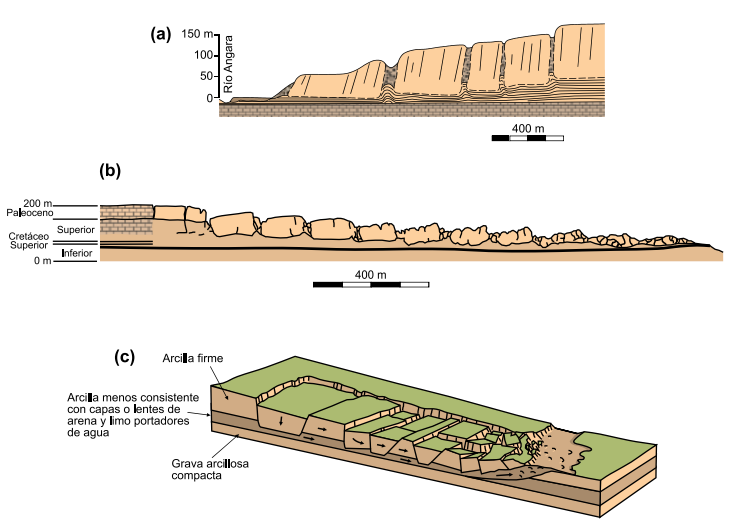 (a)
150 m
100
50
0
Río Angara
400 m
(b)
200 m
Paleoceno
Superior
Cretáceo
Superior
Inferior
0 m
400 m
(c)
Arcilla firme
Arcilla menos consistente
con capas o lentes de
arena y limo portadores
de agua
Grava arcillosa
compacta